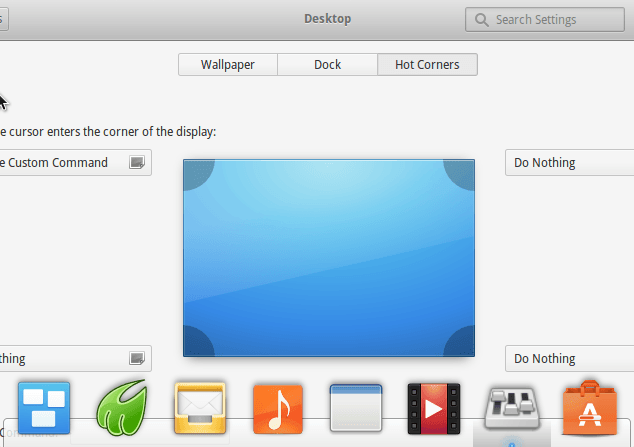 s
Desktop
Search Settings
Wallpaper
Dock
Hot Corners
e cursor enters the corner of the display:
e Custom Command
Do Nothing
thing
Do Nothing